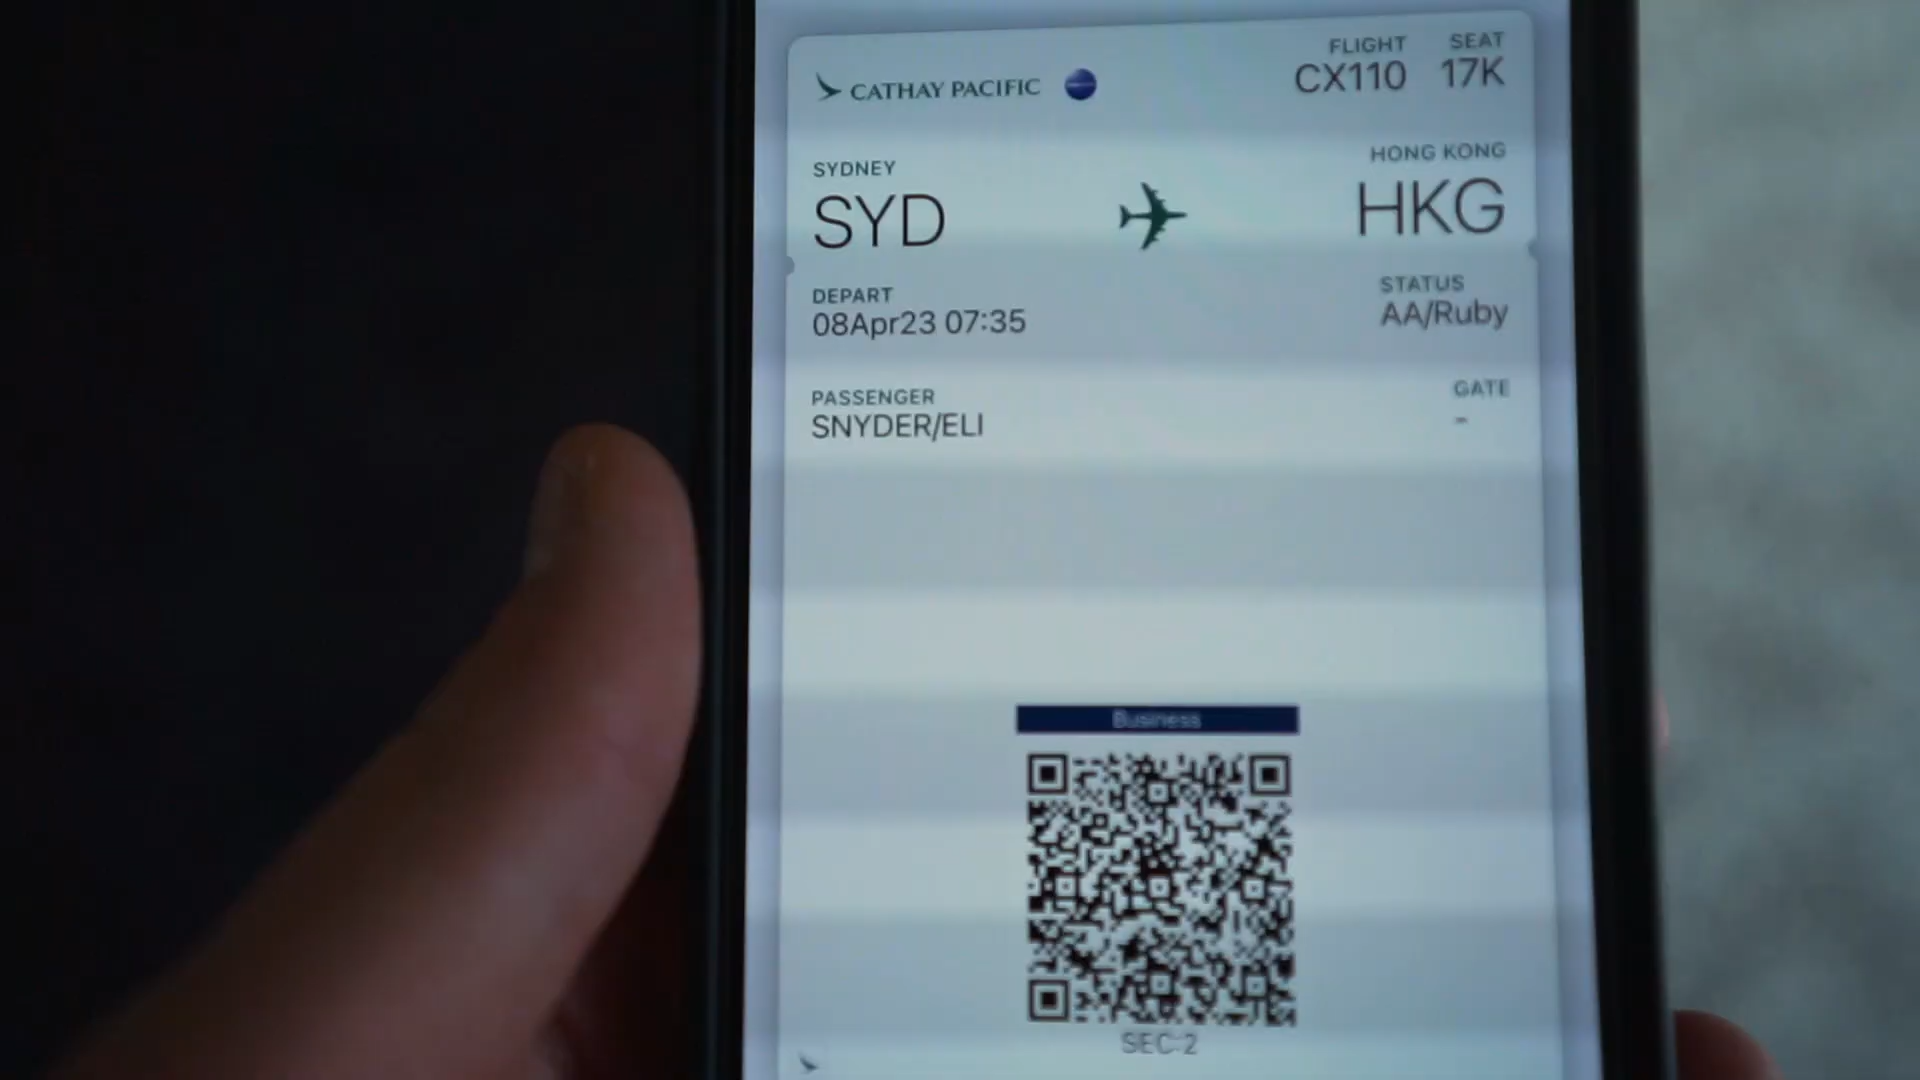 CATHAY PACIFIC
FLIGHT SEAT
CX110 17K
SYDNEY HONG KONG
SYD HKG
DEPART STATUS
08Apr23 07:35 AA/Ruby
PASSENGER GATE
SNYDER/ELI -
Business
SEC:2